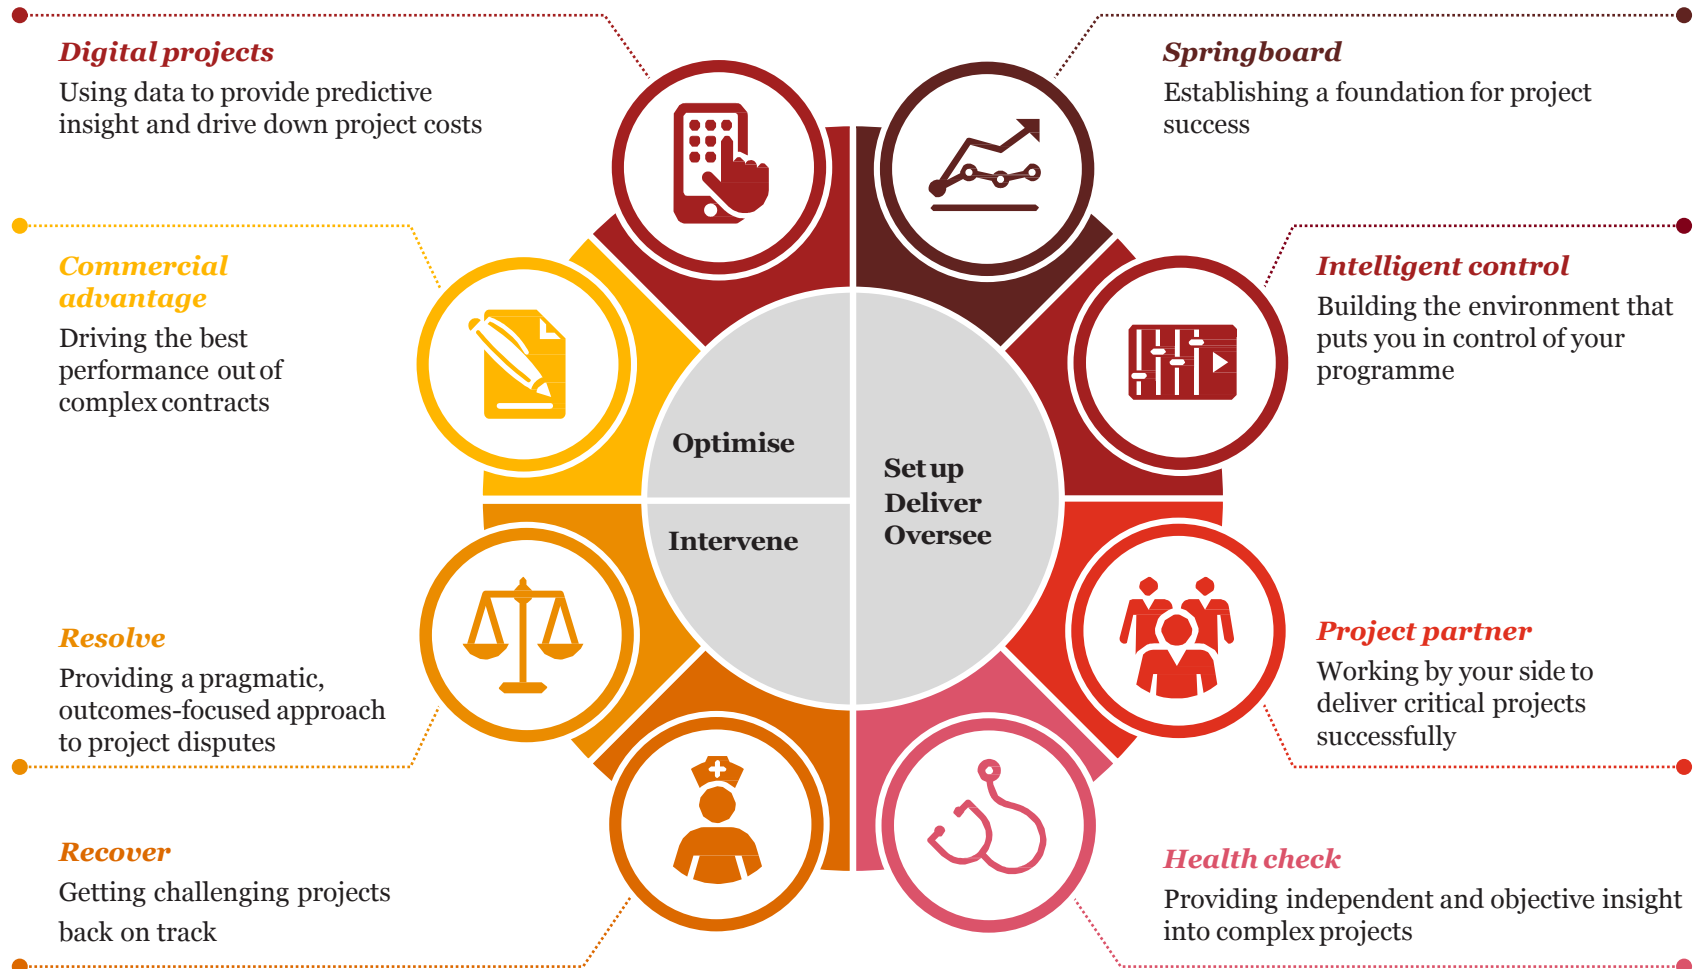 Digital projects
Using data to provide predictive
insight and drive down project costs
Commercial
advantage
Driving the best
performance out of
complex contracts
Resolve
Providing a pragmatic,
outcomes-focused approach
to project disputes
Recover
Getting challenging projects
back on track
Optimise
Intervene
Set up
Deliver
Oversee
Springboard
Establishing a foundation for project
success
Intelligent control
Building the environment that
puts you in control of your
programme
Project partner
Working by your side to
deliver critical projects
successfully
Health check
Providing independent and objective insight
into complex projects